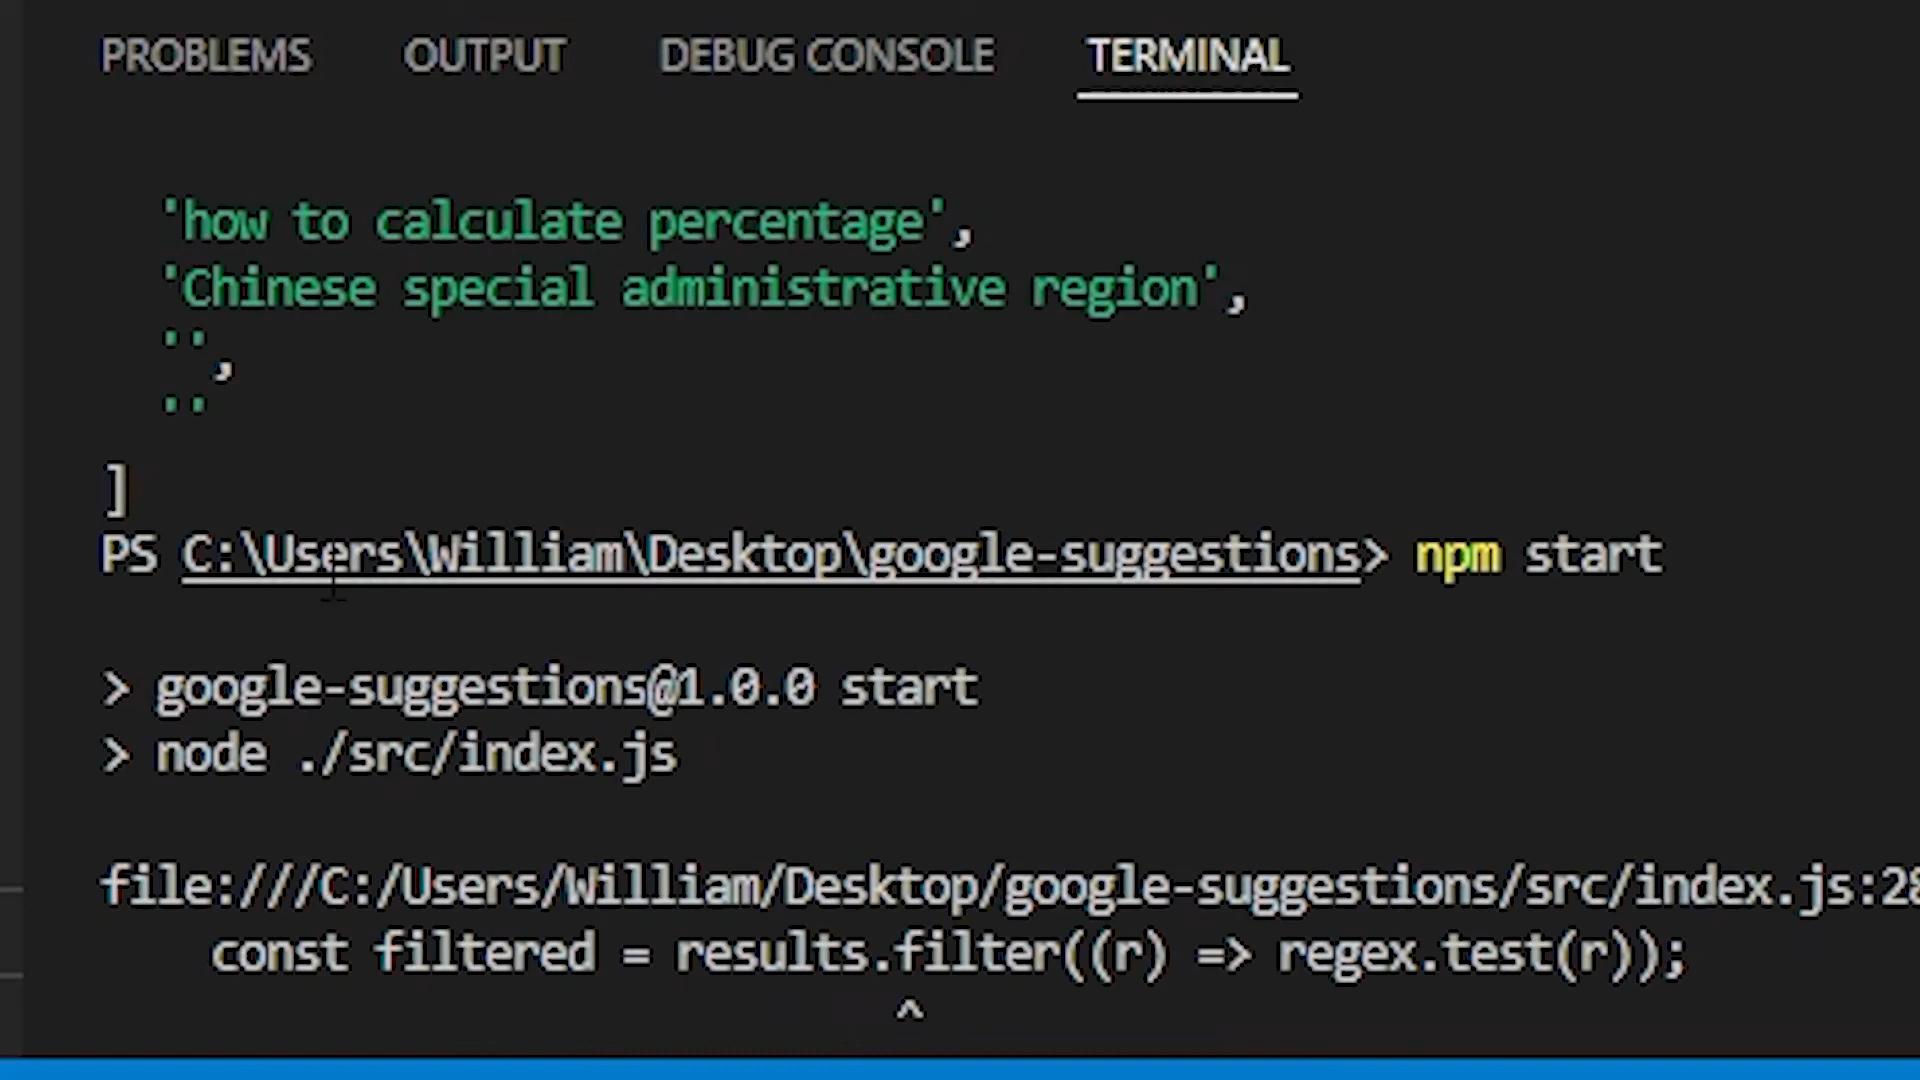 PROBLEMS OUTPUT DEBUG CONSOLE TERMINAL
'how to calculate percentage',
'Chinese special administrative region',
'',
''
]
PS C:\Users\William\Desktop\google-suggestions> npm start
> google-suggestions@1.0.0 start
> node ./src/index.js
file:///C:/Users/William/Desktop/google-suggestions/src/index.js:28
const filtered = results.filter((r) => regex.test(r));
^